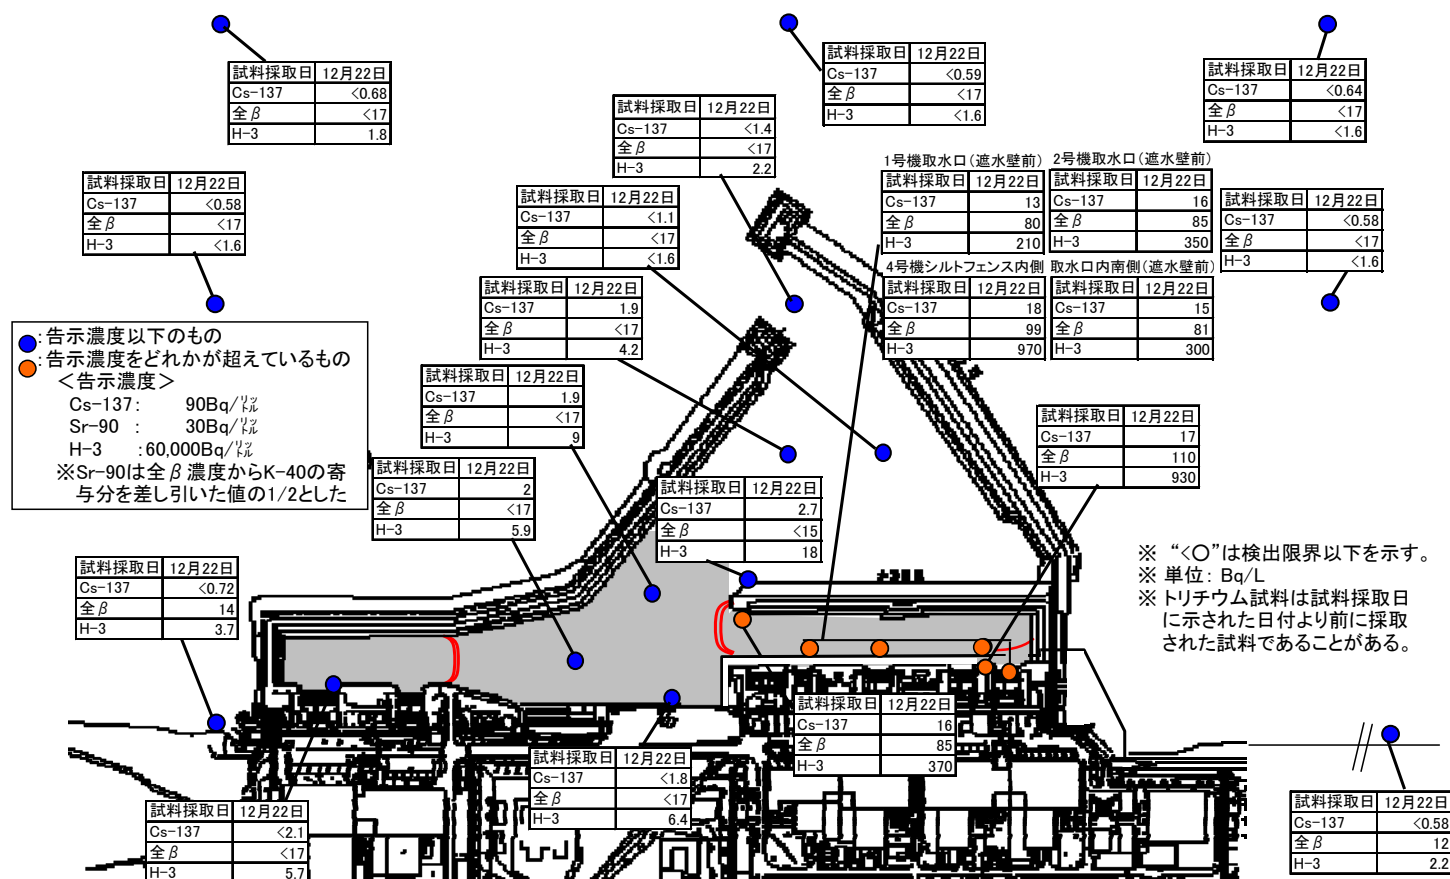 試料採取日 12月22日
Cs-137 <0.68
全β <17
H-3 1.8
試料採取日 12月22日
Cs-137 <0.59
全β <17
H-3 <1.6
試料採取日 12月22日
Cs-137 <0.64
全β <17
H-3 <1.6
試料採取日 12月22日
Cs-137 <1.4
全β <17
H-3 2.2
試料採取日 12月22日
Cs-137 <0.58
全β <17
H-3 <1.6
試料採取日 12月22日
Cs-137 <1.1
全β <17
H-3 <1.6
1号機取水口(遮水壁前)
試料採取日 12月22日
Cs-137 13
全β 80
H-3 210
2号機取水口(遮水壁前)
試料採取日 12月22日
Cs-137 16
全β 85
H-3 350
試料採取日 12月22日
Cs-137 <0.58
全β <17
H-3 <1.6
4号機シルトフェンス内側
試料採取日 12月22日
Cs-137 18
全β 99
H-3 970
取水口内南側(遮水壁前)
試料採取日 12月22日
Cs-137 15
全β 81
H-3 300
試料採取日 12月22日
Cs-137 1.9
全β <17
H-3 4.2
:告示濃度以下のもの
:告示濃度をどれかが超えているもの
<告示濃度>
Cs-137: 90Bq/㍑
Sr-90 : 30Bq/㍑
H-3 :60,000Bq/㍑
※Sr-90は全β濃度からK-40の寄
与分を差し引いた値の1/2とした
試料採取日 12月22日
Cs-137 1.9
全β <17
H-3 9
試料採取日 12月22日
Cs-137 17
全β 110
H-3 930
試料採取日 12月22日
Cs-137 2
全β <17
H-3 5.9
試料採取日 12月22日
Cs-137 2.7
全β <15
H-3 18
※ “<○”は検出限界以下を示す。
※ 単位: Bq/L
※ トリチウム試料は試料採取日
に示された日付より前に採取
された試料であることがある。
試料採取日 12月22日
Cs-137 <0.72
全β 14
H-3 3.7
試料採取日 12月22日
Cs-137 16
全β 85
H-3 370
試料採取日 12月22日
Cs-137 <1.8
全β <17
H-3 6.4
試料採取日 12月22日
Cs-137 <2.1
全β <17
H-3 5.7
試料採取日 12月22日
Cs-137 <0.58
全β 12
H-3 2.2